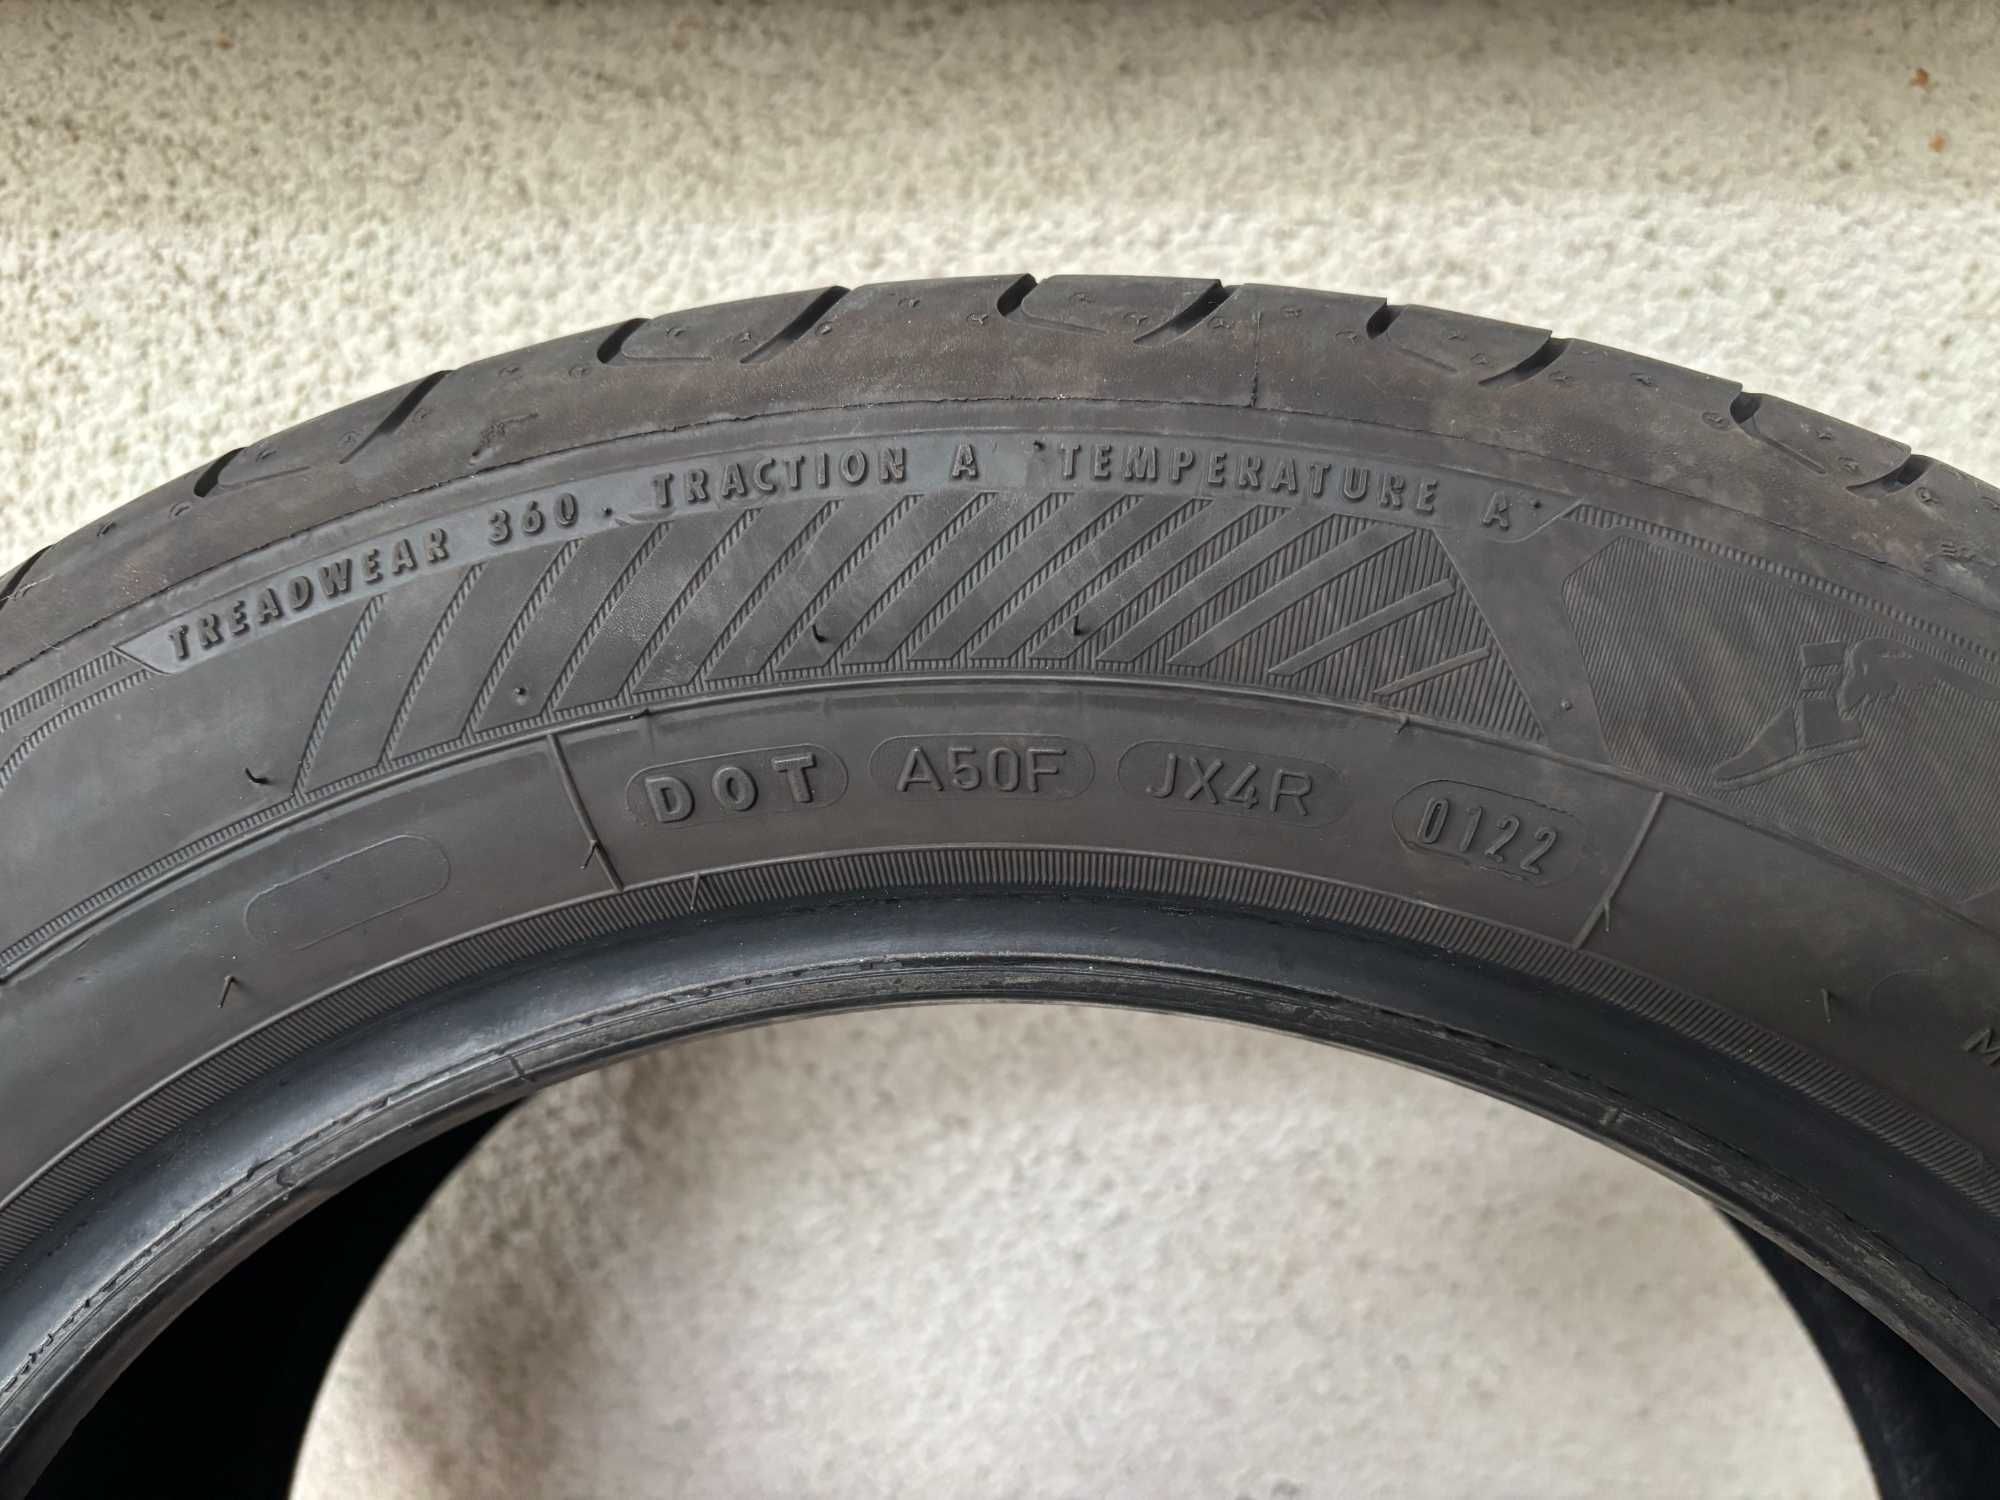 TREADWEAR 360 . TRACTION A TEMPERATURE A
DOT A50F JX4R 0122